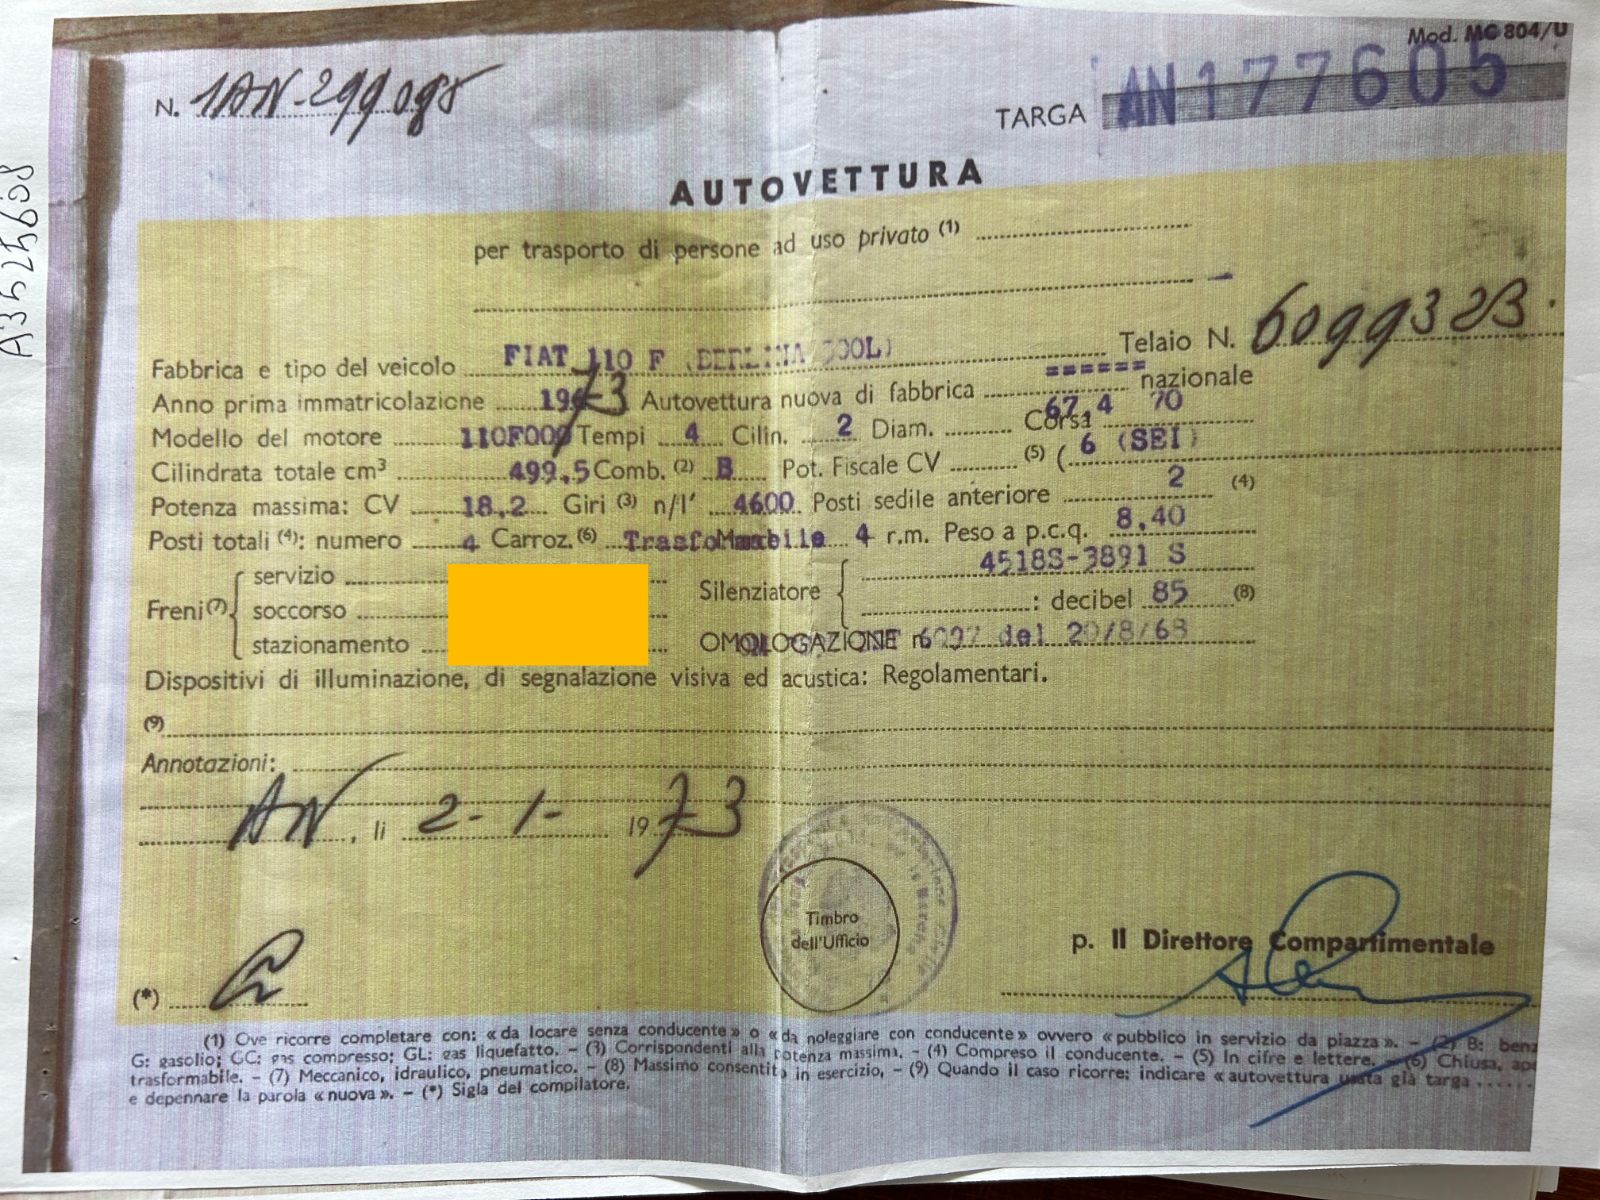 Mod. MC 804/U
N. 1AN-299098
TARGA AN 177605
A3525498
AUTOVETTURA
per trasporto di persone ad uso privato (1)
Fabbrica e tipo del veicolo FIAT 110 F (BERLINA 500L) Telaio N. 6099323
Anno prima immatricolazione 1973 Autovettura nuova di fabbrica ====== nazionale
Modello del motore 110F000 Tempi 4 Cilin. 2 Diam. 67,4 Corsa 70
Cilindrata totale cm³ 499,5 Comb. (2) B Pot. Fiscale CV (5) ( 6 (SEI)
Potenza massima: CV 18,2 Giri (3) n/1' 4600 Posti sedile anteriore 2 (4)
Posti totali (4): numero 4 Carroz. (6) Trasformabile 4 r.m. Peso a p.c.q. 8,40
Freni (7) servizio
soccorso
stazionamento
Silenziatore 4518S-3891 S
: decibel 85 (8)
OMOLOGAZIONE n. 6097 del 20/8/68
Dispositivi di illuminazione, di segnalazione visiva ed acustica: Regolamentari.
(9)
Annotazioni:
AN, li 2-1-1973
Timbro
dell'Ufficio
p. Il Direttore Compartimentale
(*)
(1) Ove ricorre completare con: « da locare senza conducente » o « da noleggiare con conducente » ovvero « pubblico in servizio da piazza ». – (2) B: benz
G: gasolio; GC: gas compresso; GL: gas liquefatto. – (3) Corrispondenti alla potenza massima. – (4) Compreso il conducente. – (5) In cifre e lettere. – (6) Chiusa, ape
trasformabile. – (7) Meccanico, idraulico, pneumatico. – (8) Massimo consentito in esercizio, – (9) Quando il caso ricorre: indicare « autovettura usata già targa ......
e depennare la parola « nuova ». – (*) Sigla del compilatore.